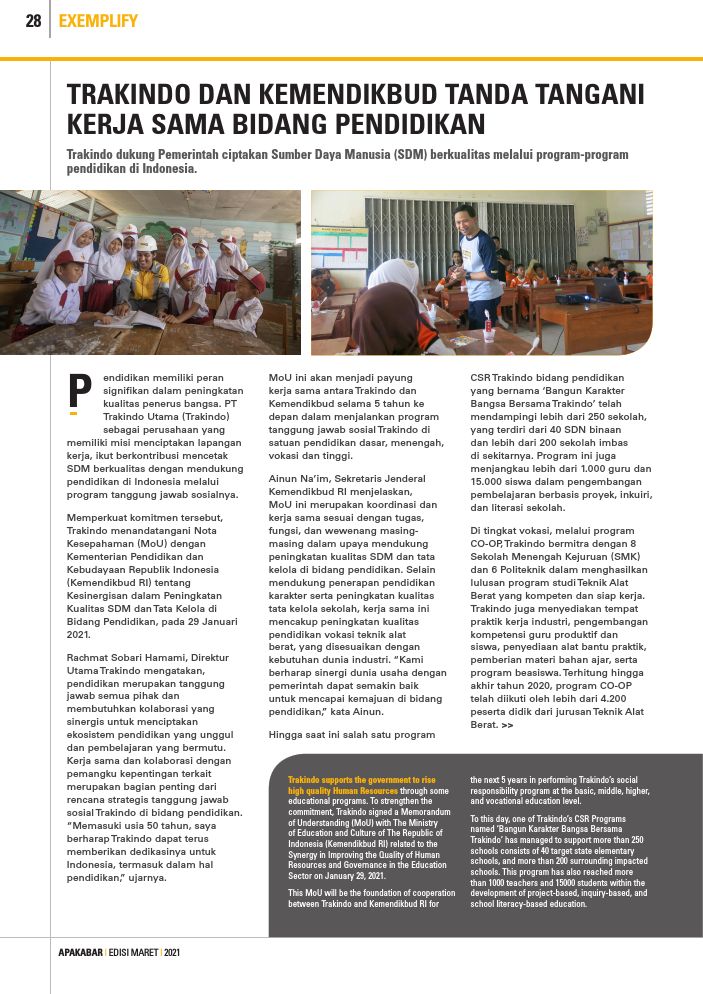 28 EXEMPLIFY
TRAKINDO DAN KEMENDIKBUD TANDA TANGANI
KERJA SAMA BIDANG PENDIDIKAN
Trakindo dukung Pemerintah ciptakan Sumber Daya Manusia (SDM) berkualitas melalui program-program
pendidikan di Indonesia.
Pendidikan memiliki peran
signifikan dalam peningkatan
kualitas penerus bangsa. PT
Trakindo Utama (Trakindo)
sebagai perusahaan yang
memiliki misi menciptakan lapangan
kerja, ikut berkontribusi mencetak
SDM berkualitas dengan mendukung
pendidikan di Indonesia melalui
program tanggung jawab sosialnya.
Memperkuat komitmen tersebut,
Trakindo menandatangani Nota
Kesepahaman (MoU) dengan
Kementerian Pendidikan dan
Kebudayaan Republik Indonesia
(Kemendikbud RI) tentang
Kesinergisan dalam Peningkatan
Kualitas SDM dan Tata Kelola di
Bidang Pendidikan, pada 29 Januari
2021.
Rachmat Sobari Hamami, Direktur
Utama Trakindo mengatakan,
pendidikan merupakan tanggung
jawab semua pihak dan
membutuhkan kolaborasi yang
sinergis untuk menciptakan
ekosistem pendidikan yang unggul
dan pembelajaran yang bermutu.
Kerja sama dan kolaborasi dengan
pemangku kepentingan terkait
merupakan bagian penting dari
rencana strategis tanggung jawab
sosial Trakindo di bidang pendidikan.
“Memasuki usia 50 tahun, saya
berharap Trakindo dapat terus
memberikan dedikasinya untuk
Indonesia, termasuk dalam hal
pendidikan,” ujarnya.
MoU ini akan menjadi payung
kerja sama antara Trakindo dan
Kemendikbud selama 5 tahun ke
depan dalam menjalankan program
tanggung jawab sosial Trakindo di
satuan pendidikan dasar, menengah,
vokasi dan tinggi.
Ainun Na’im, Sekretaris Jenderal
Kemendikbud RI menjelaskan,
MoU ini merupakan koordinasi dan
kerja sama sesuai dengan tugas,
fungsi, dan wewenang masing-
masing dalam upaya mendukung
peningkatan kualitas SDM dan tata
kelola di bidang pendidikan. Selain
mendukung penerapan pendidikan
karakter serta peningkatan kualitas
tata kelola sekolah, kerja sama ini
mencakup peningkatan kualitas
pendidikan vokasi teknik alat
berat, yang disesuaikan dengan
kebutuhan dunia industri. “Kami
berharap sinergi dunia usaha dengan
pemerintah dapat semakin baik
untuk mencapai kemajuan di bidang
pendidikan,” kata Ainun.
Hingga saat ini salah satu program
CSR Trakindo bidang pendidikan
yang bernama ‘Bangun Karakter
Bangsa Bersama Trakindo’ telah
mendampingi lebih dari 250 sekolah,
yang terdiri dari 40 SDN binaan
dan lebih dari 200 sekolah imbas
di sekitarnya. Program ini juga
menjangkau lebih dari 1.000 guru dan
15.000 siswa dalam pengembangan
pembelajaran berbasis proyek, inkuiri,
dan literasi sekolah.
Di tingkat vokasi, melalui program
CO-OP, Trakindo bermitra dengan 8
Sekolah Menengah Kejuruan (SMK)
dan 6 Politeknik dalam menghasilkan
lulusan program studi Teknik Alat
Berat yang kompeten dan siap kerja.
Trakindo juga menyediakan tempat
praktik kerja industri, pengembangan
kompetensi guru produktif dan
siswa, penyediaan alat bantu praktik,
pemberian materi bahan ajar, serta
program beasiswa. Terhitung hingga
akhir tahun 2020, program CO-OP
telah diikuti oleh lebih dari 4.200
peserta didik dari jurusan Teknik Alat
Berat. >>
Trakindo supports the government to rise
high quality Human Resources through some
educational programs. To strengthen the
commitment, Trakindo signed a Memorandum
of Understanding (MoU) with The Ministry
of Education and Culture of The Republic of
Indonesia (Kemendikbud RI) related to the
Synergy in Improving the Quality of Human
Resources and Governance in the Education
Sector on January 29, 2021.
This MoU will be the foundation of cooperation
between Trakindo and Kemendikbud RI for
the next 5 years in performing Trakindo’s social
responsibility program at the basic, middle, higher,
and vocational education level.
To this day, one of Trakindo’s CSR Programs
named ‘Bangun Karakter Bangsa Bersama
Trakindo’ has managed to support more than 250
schools consists of 40 target state elementary
schools, and more than 200 surrounding impacted
schools. This program has also reached more
than 1000 teachers and 15000 students within the
development of project-based, inquiry-based, and
school literacy-based education.
APAKABAR | EDISI MARET | 2021